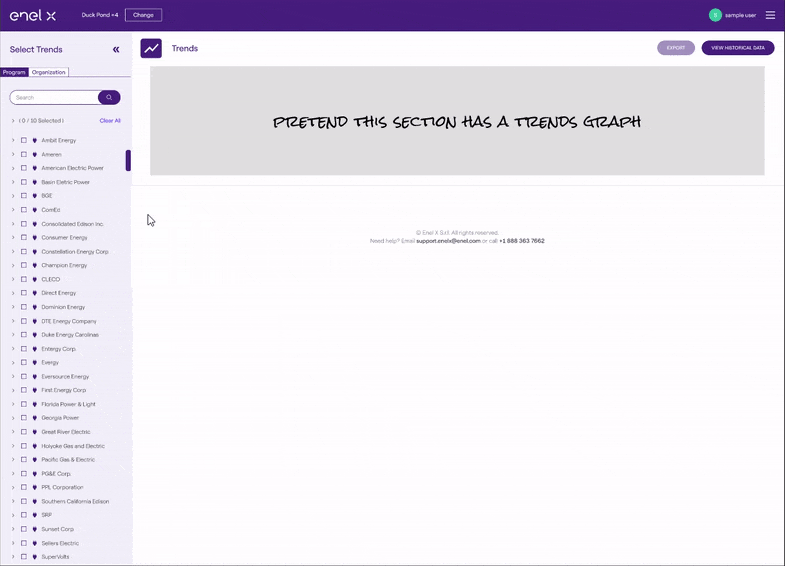 enel x
Duck Pond +4
Change
S
sample user
Select Trends
Program
Organization
Search
( 0 / 10 Selected )
Clear All
Ambit Energy
Ameren
American Electric Power
Basin Eletric Power
BGE
ComEd
Consolidated Edison Inc.
Consumer Energy
Constellation Energy Corp
Champion Energy
CLECO
Direct Energy
Dominion Energy
DTE Energy Company
Duke Energy Carolinas
Entergy Corp
Evergy
Eversource Energy
First Energy Corp
Florida Power & Light
Georgia Power
Great River Electric
Holyoke Gas and Electric
Pacific Gas & Electric
PG&E Corp.
PPL Corporation
Southern California Edison
SRP
Sunset Corp
Sellers Electric
SuperVolts
Trends
EXPORT
VIEW HISTORICAL DATA
PRETEND THIS SECTION HAS A TRENDS GRAPH
© Enel X S.r.l. All rights reserved.
Need help? Email support.enelx@enel.com or call +1 888 363 7662